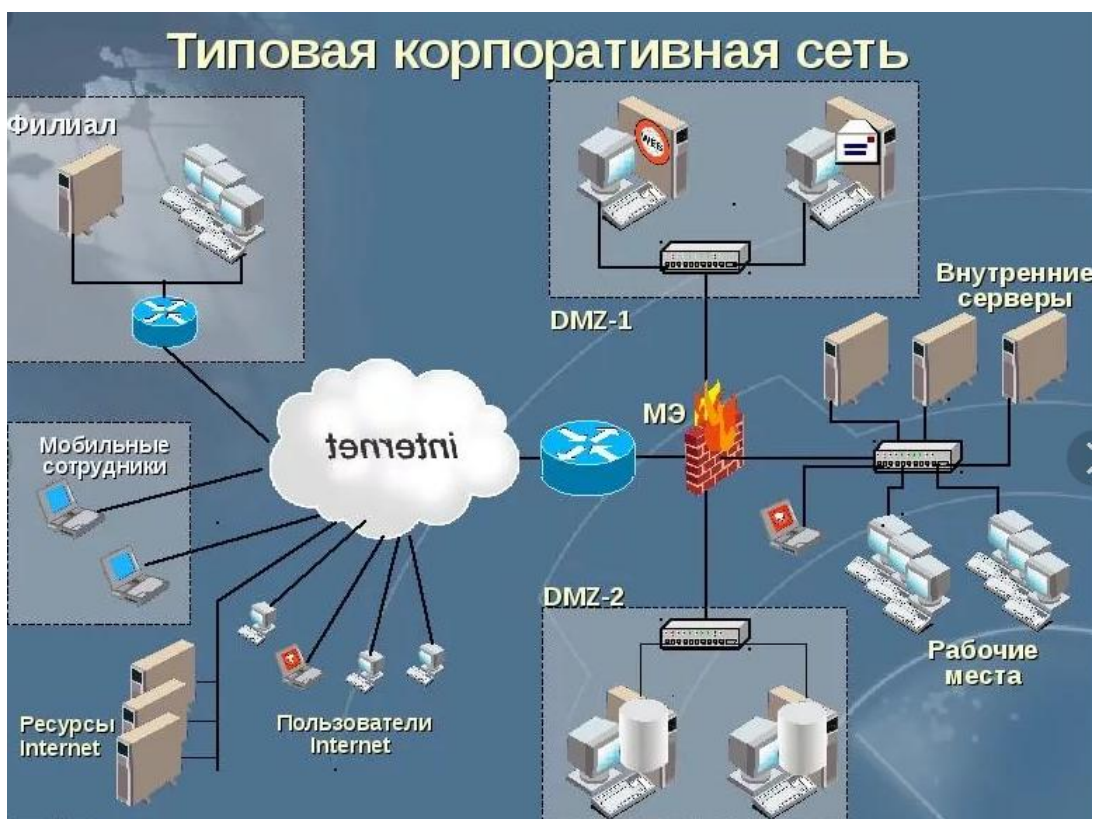 Типовая корпоративная сеть
Филиал
WEB
DMZ-1
Внутренние
серверы
МЭ
internet
Мобильные
сотрудники
DMZ-2
Рабочие
места
Ресурсы
Internet
Пользователи
Internet